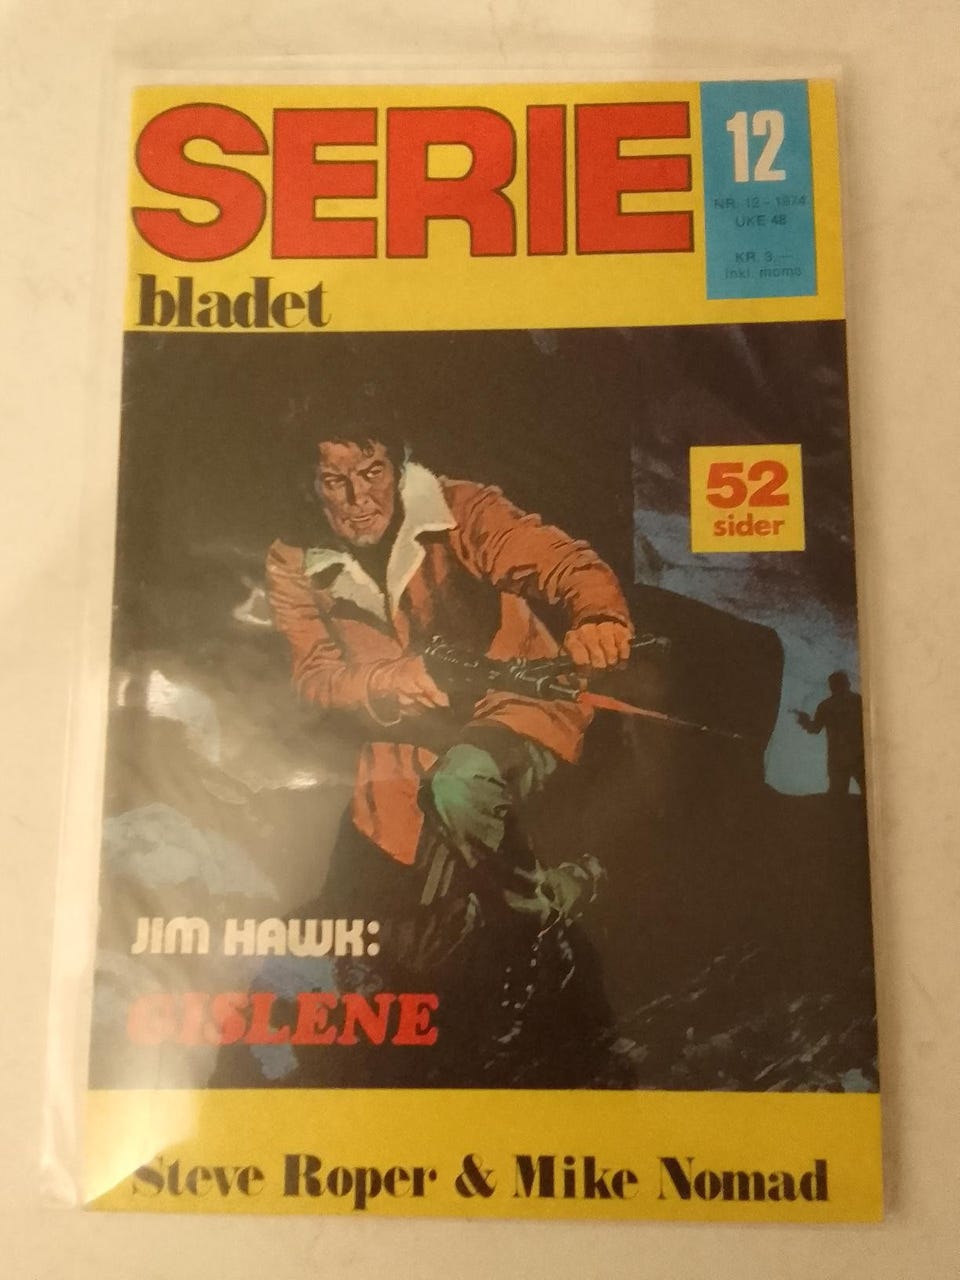 SERIE
bladet
12
NR. 12 - 1974
UKE 48
KR. 3.—
inkl. moms
52
sider
JIM HAWK:
GISLENE
Steve Roper & Mike Nomad